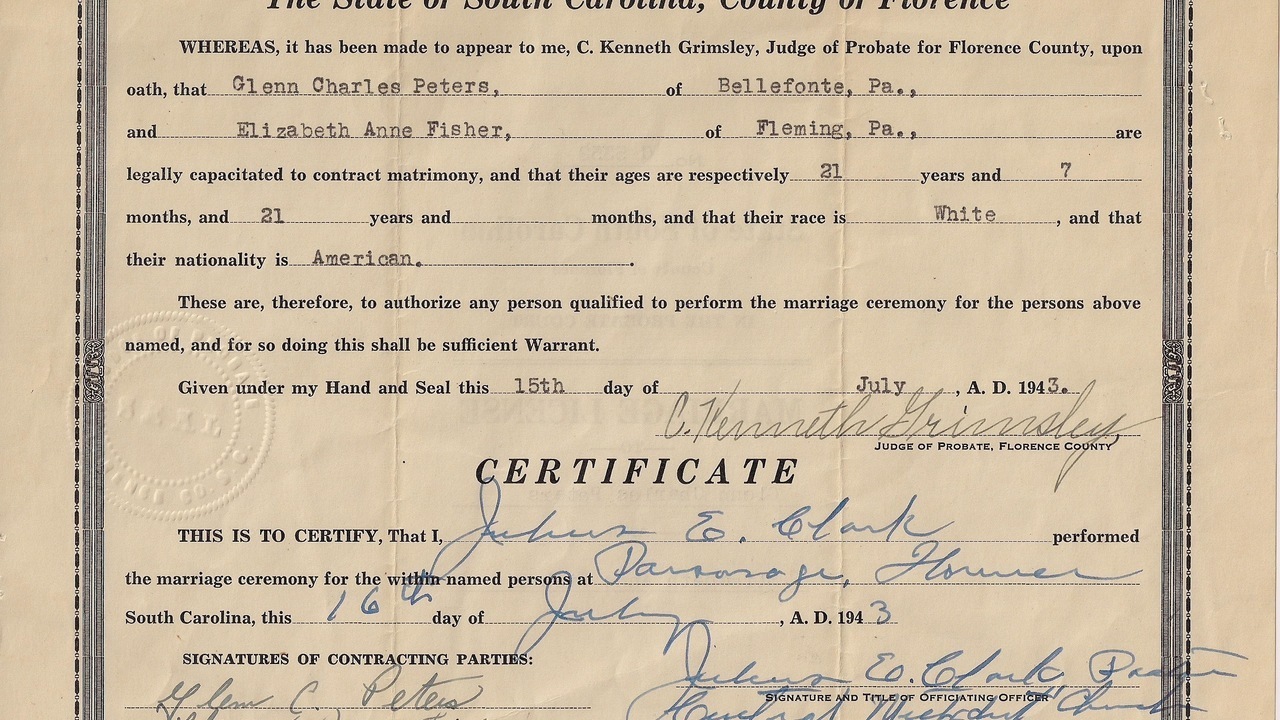 The State of South Carolina, County of Florence
WHEREAS, it has been made to appear to me, C. Kenneth Grimsley, Judge of Probate for Florence County, upon
oath, that Glenn Charles Peters, of Bellefonte, Pa.,
and Elizabeth Anne Fisher, of Fleming, Pa., are
legally capacitated to contract matrimony, and that their ages are respectively 21 years and 7
months, and 21 years and months, and that their race is White, and that
their nationality is American. .
These are, therefore, to authorize any person qualified to perform the marriage ceremony for the persons above
named, and for so doing this shall be sufficient Warrant.
Given under my Hand and Seal this 15th day of July, A. D. 1943.
C. Kenneth Grimsley
JUDGE OF PROBATE, FLORENCE COUNTY
CERTIFICATE
THIS IS TO CERTIFY, That I, Julius E. Clark performed
the marriage ceremony for the within named persons at Parsonage, Florence
South Carolina, this 16th day of July, A. D. 1943
SIGNATURES OF CONTRACTING PARTIES:
Julius E. Clark, Pastor
Glenn C. Peters
SIGNATURE AND TITLE OF OFFICIATING OFFICER
Central Methodist Church